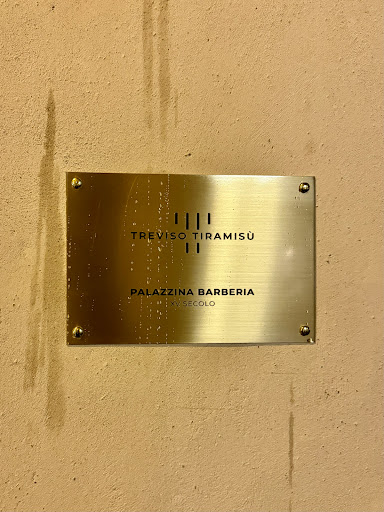 TREVISO TIRAMISÙ
PALAZZINA BARBERIA
SECOLO